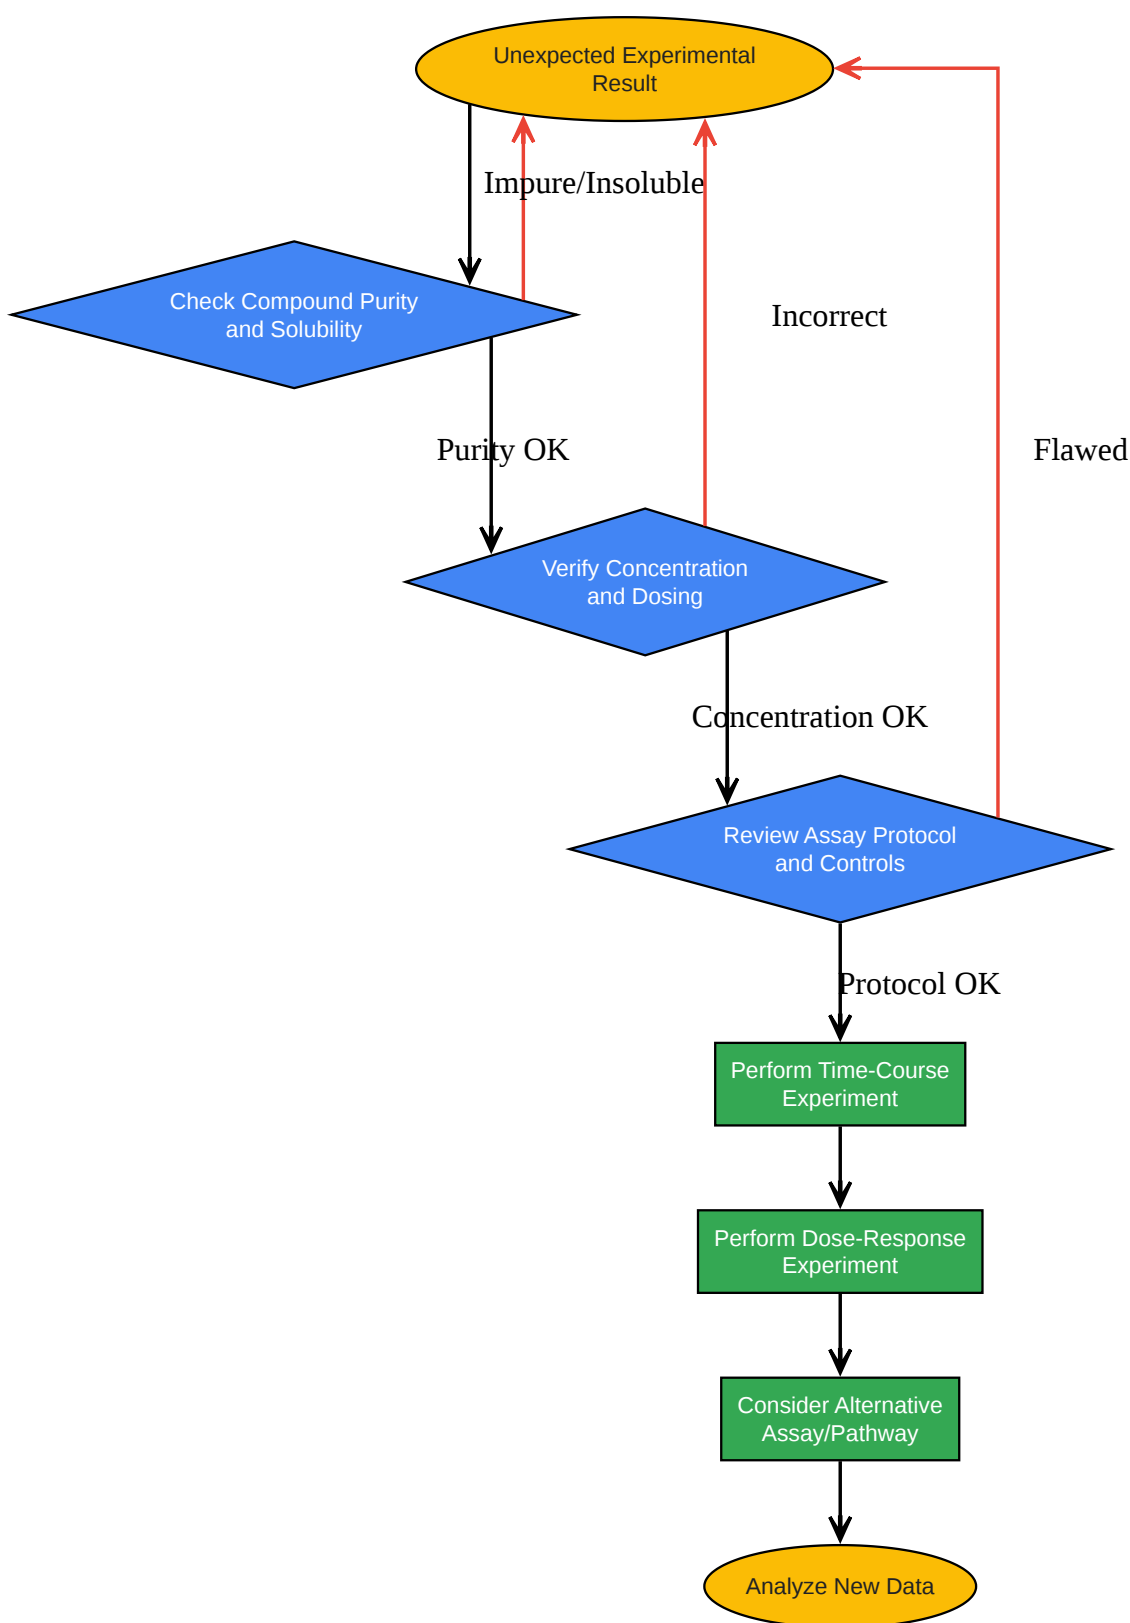 Unexpected Experimental
Result
Impure/Insoluble
Check Compound Purity
and Solubility
Incorrect
Purity OK
Flawed
Verify Concentration
and Dosing
Concentration OK
Review Assay Protocol
and Controls
Protocol OK
Perform Time-Course
Experiment
Perform Dose-Response
Experiment
Consider Alternative
Assay/Pathway
Analyze New Data